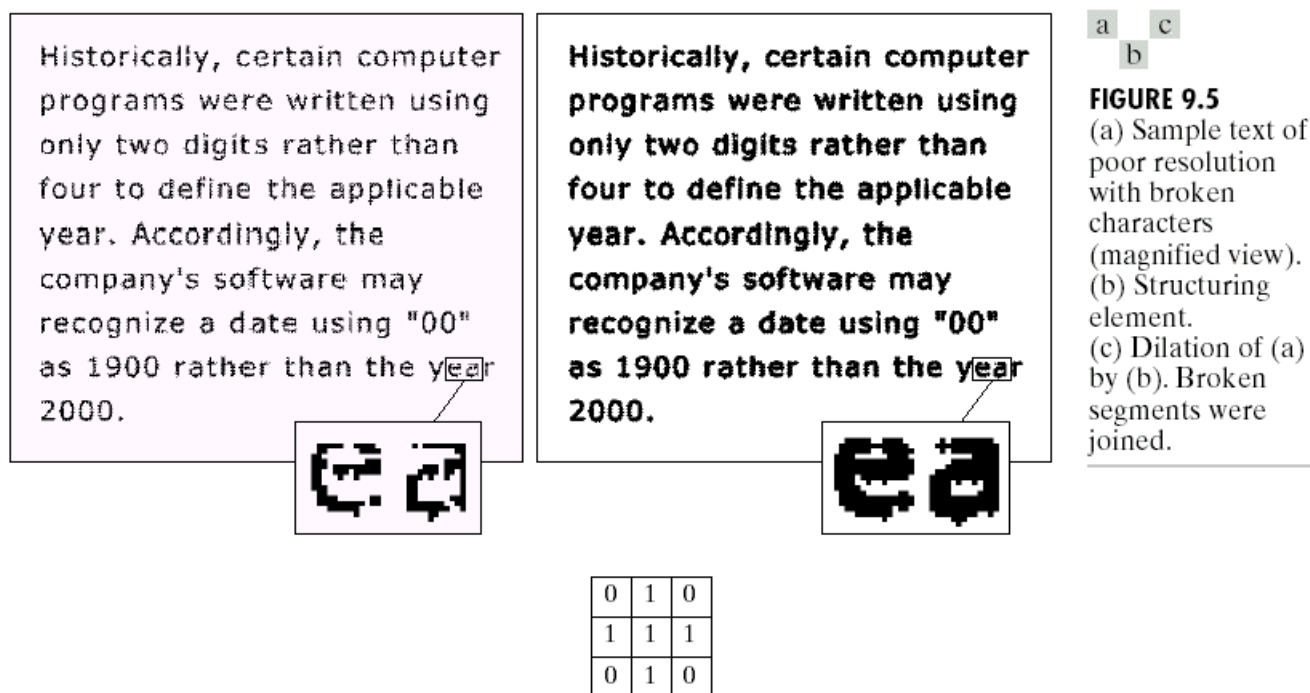 Historically, certain computer
programs were written using
only two digits rather than
four to define the applicable
year. Accordingly, the
company's software may
recognize a date using "00"
as 1900 rather than the year
2000.
e a
Historically, certain computer
programs were written using
only two digits rather than
four to define the applicable
year. Accordingly, the
company's software may
recognize a date using "00"
as 1900 rather than the year
2000.
e a
a c
b
FIGURE 9.5
(a) Sample text of
poor resolution
with broken
characters
(magnified view).
(b) Structuring
element.
(c) Dilation of (a)
by (b). Broken
segments were
joined.
0 1 0
1 1 1
0 1 0